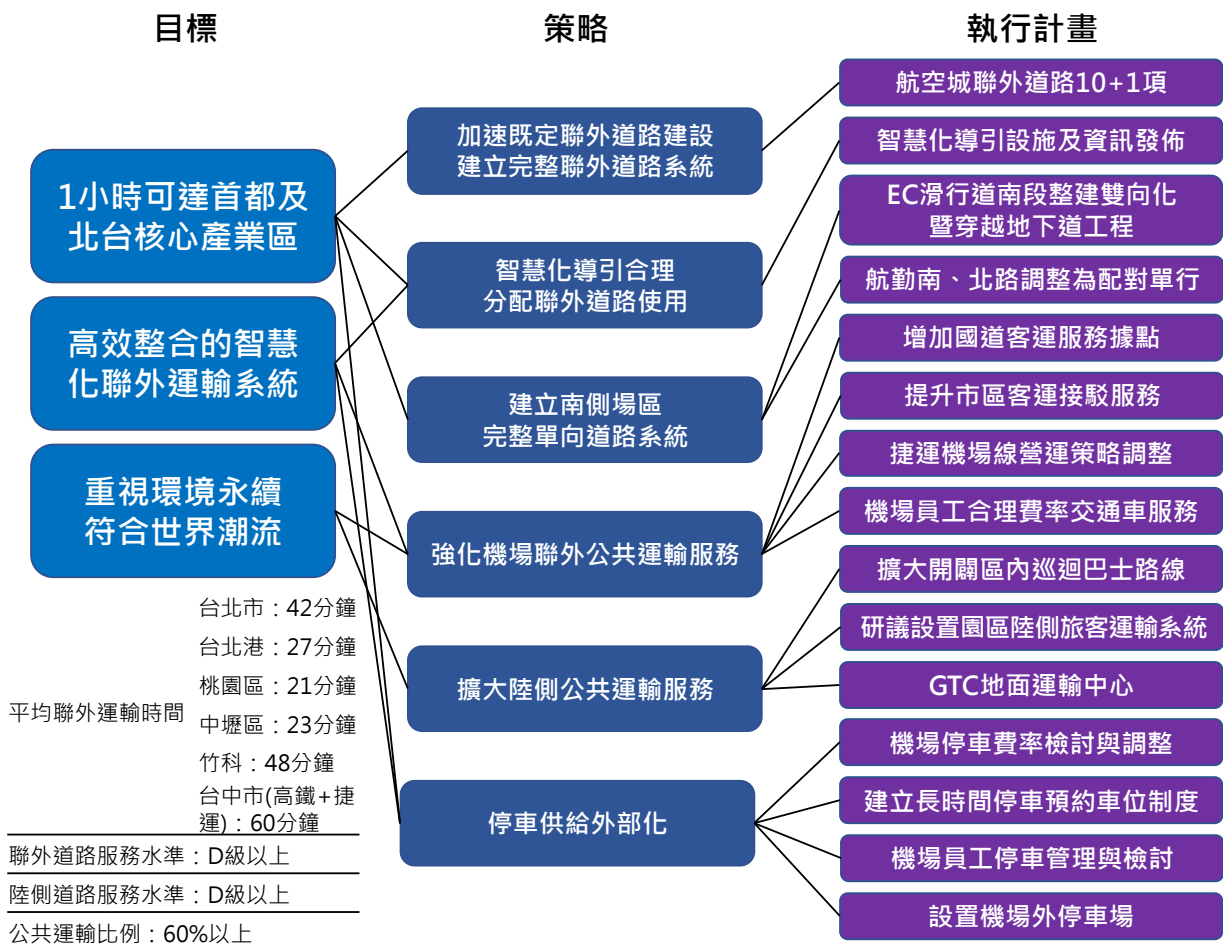 目標
策略
執行計畫
1小時可達首都及
北台核心產業區
高效整合的智慧
化聯外運輸系統
重視環境永續
符合世界潮流
平均聯外運輸時間
台北市：42分鐘
台北港：27分鐘
桃園區：21分鐘
中壢區：23分鐘
竹科：48分鐘
台中市(高鐵+捷
運)：60分鐘
聯外道路服務水準：D級以上
陸側道路服務水準：D級以上
公共運輸比例：60%以上
加速既定聯外道路建設
建立完整聯外道路系統
智慧化導引合理
分配聯外道路使用
建立南側場區
完整單向道路系統
強化機場聯外公共運輸服務
擴大陸側公共運輸服務
停車供給外部化
航空城聯外道路10+1項
智慧化導引設施及資訊發佈
EC滑行道南段整建雙向化
暨穿越地下道工程
航勤南、北路調整為配對單行
增加國道客運服務據點
提升市區客運接駁服務
捷運機場線營運策略調整
機場員工合理費率交通車服務
擴大開闢區內巡迴巴士路線
研議設置園區陸側旅客運輸系統
GTC地面運輸中心
機場停車費率檢討與調整
建立長時間停車預約車位制度
機場員工停車管理與檢討
設置機場外停車場